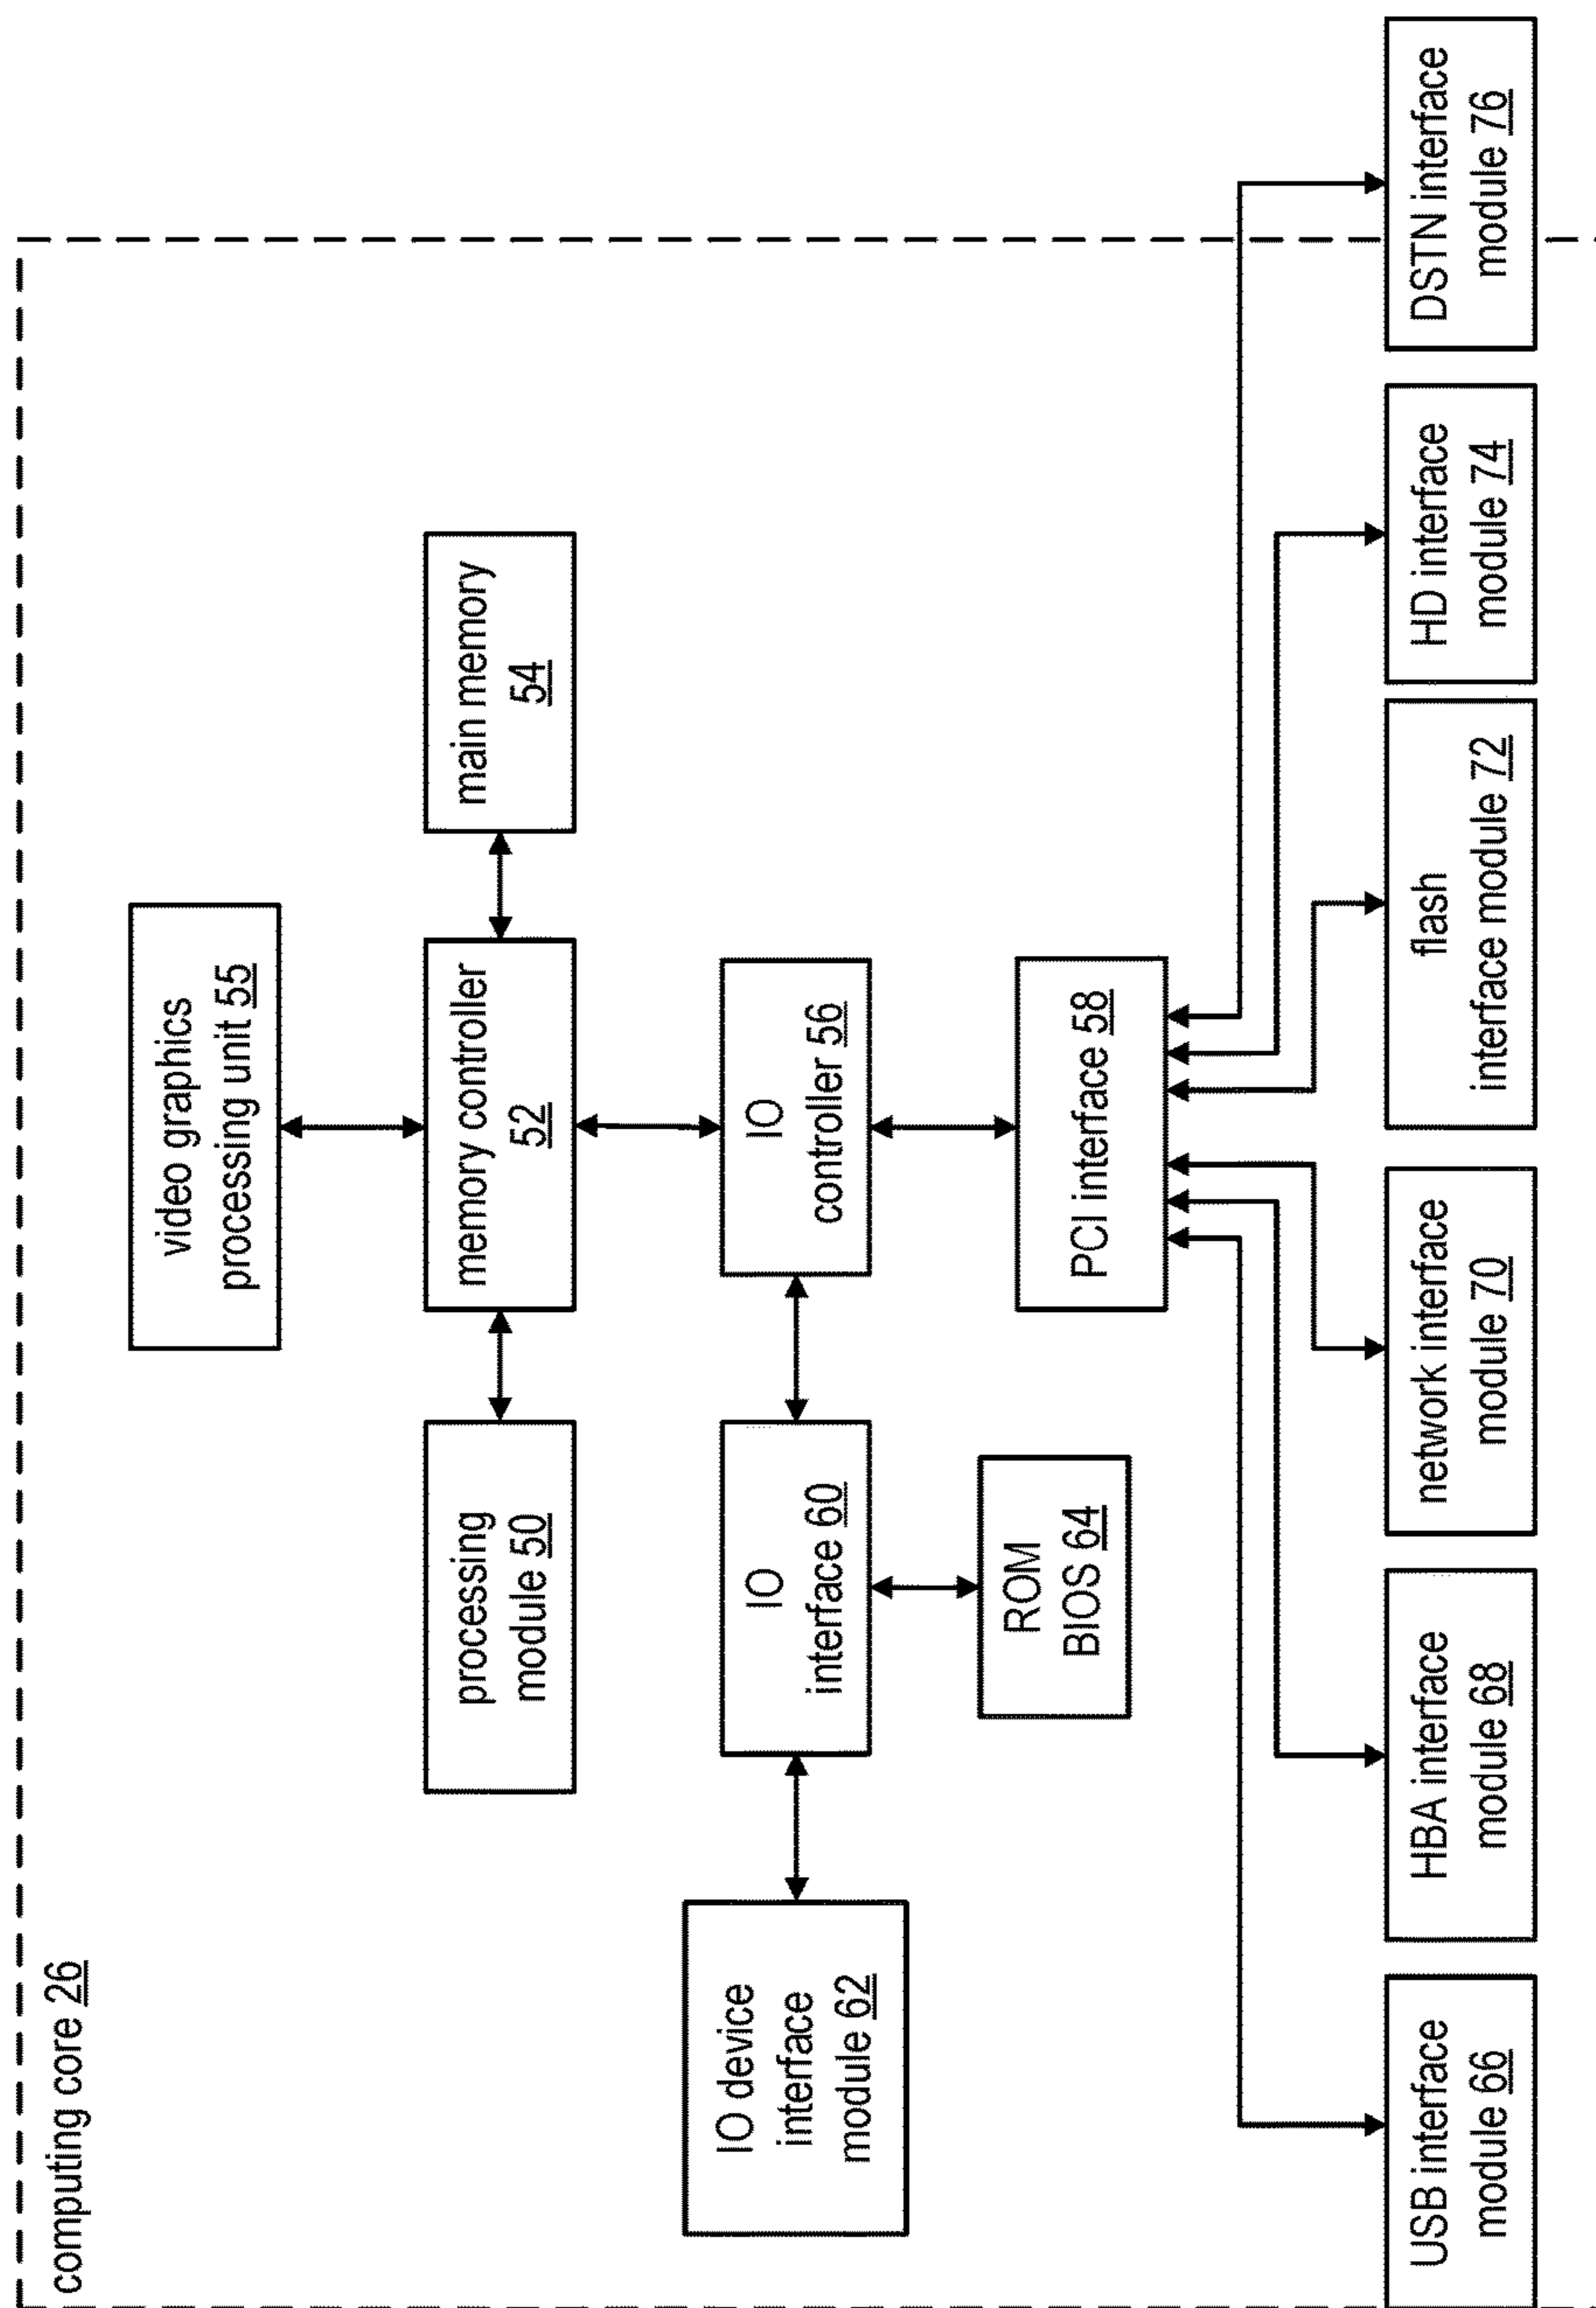 computing core 26
video graphics
processing unit 55
processing
module 50
memory controller
52
main memory
54
IO device
interface
module 62
IO
interface 60
IO
controller 56
ROM
BIOS 64
PCI interface 58
USB interface
module 66
HBA interface
module 68
network interface
module 70
flash
interface module 72
HD interface
module 74
DSTN interface
module 76